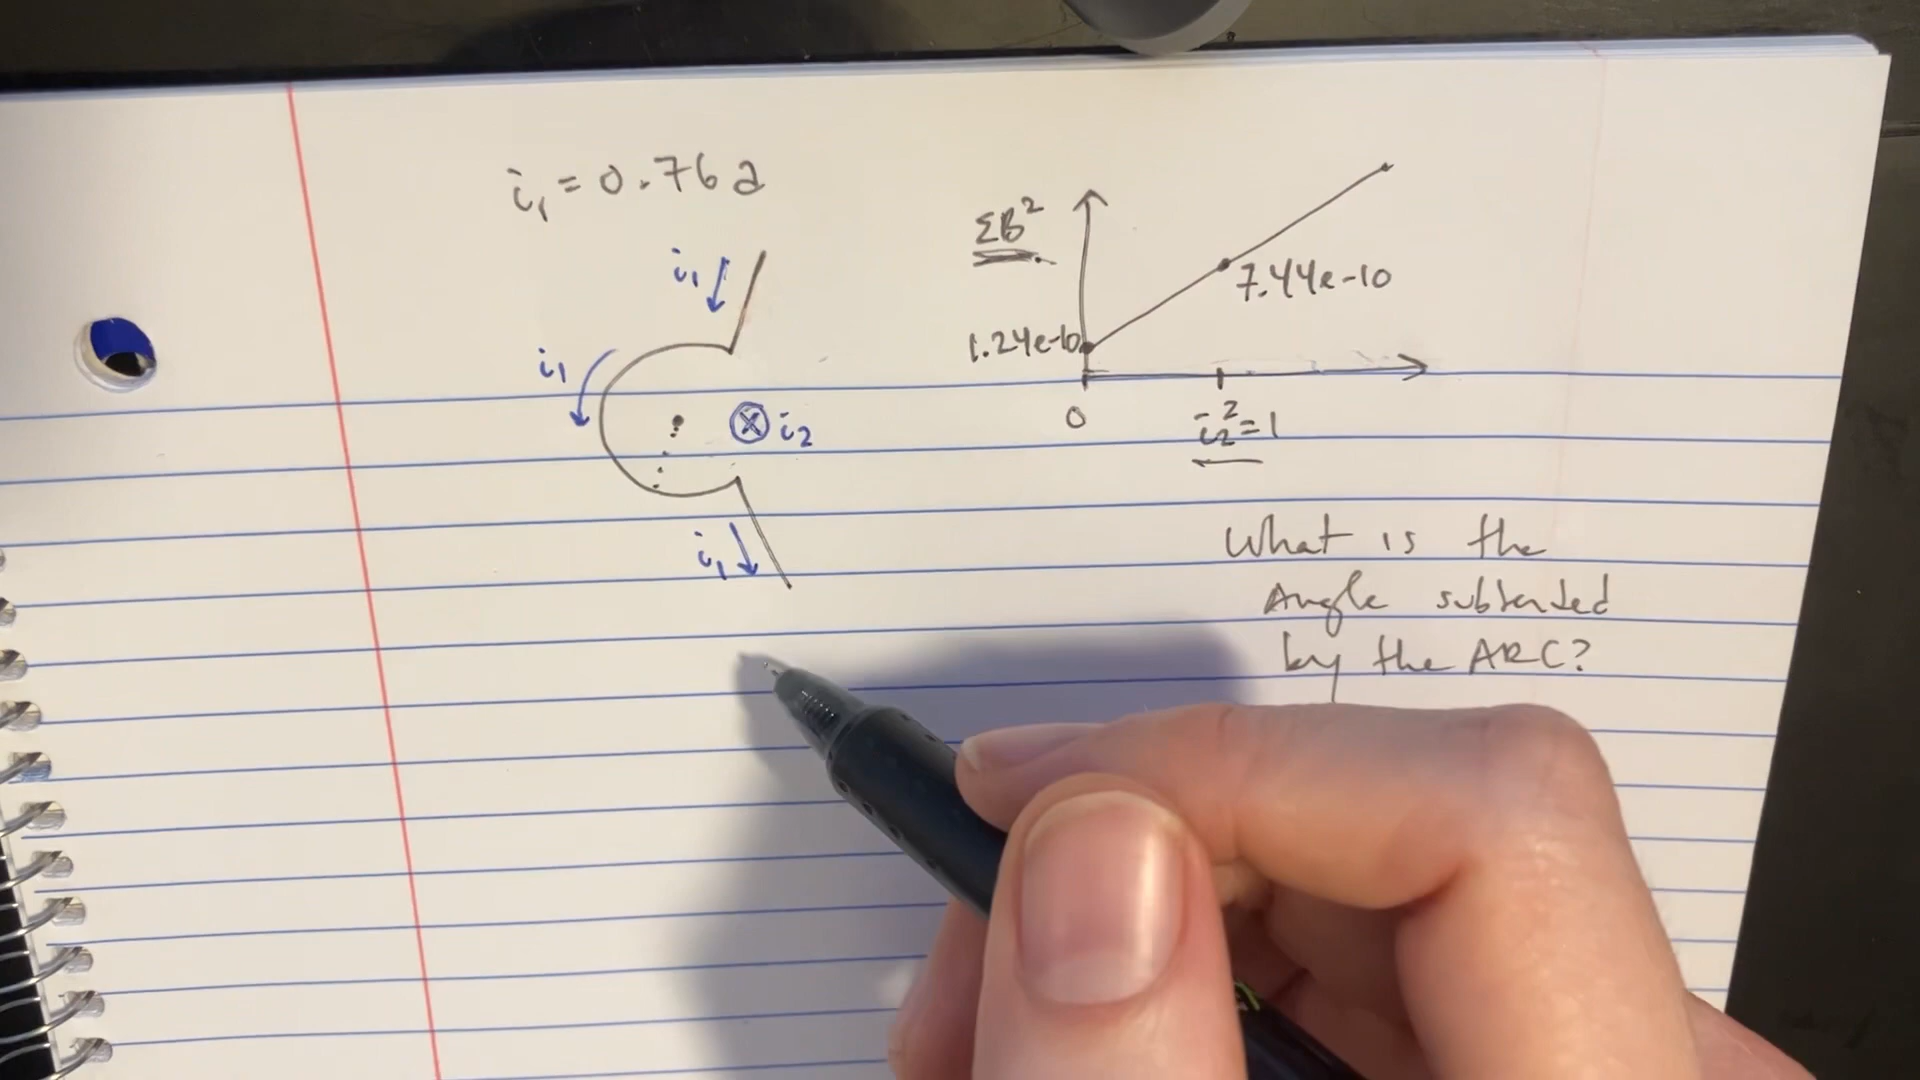 i₁ = 0.76 a
i₁
i₁
i₂
i₁
ΣB²
7.44e-10
1.24e-10
0
i₂² = 1
What is the
Angle subtended
by the ARC?